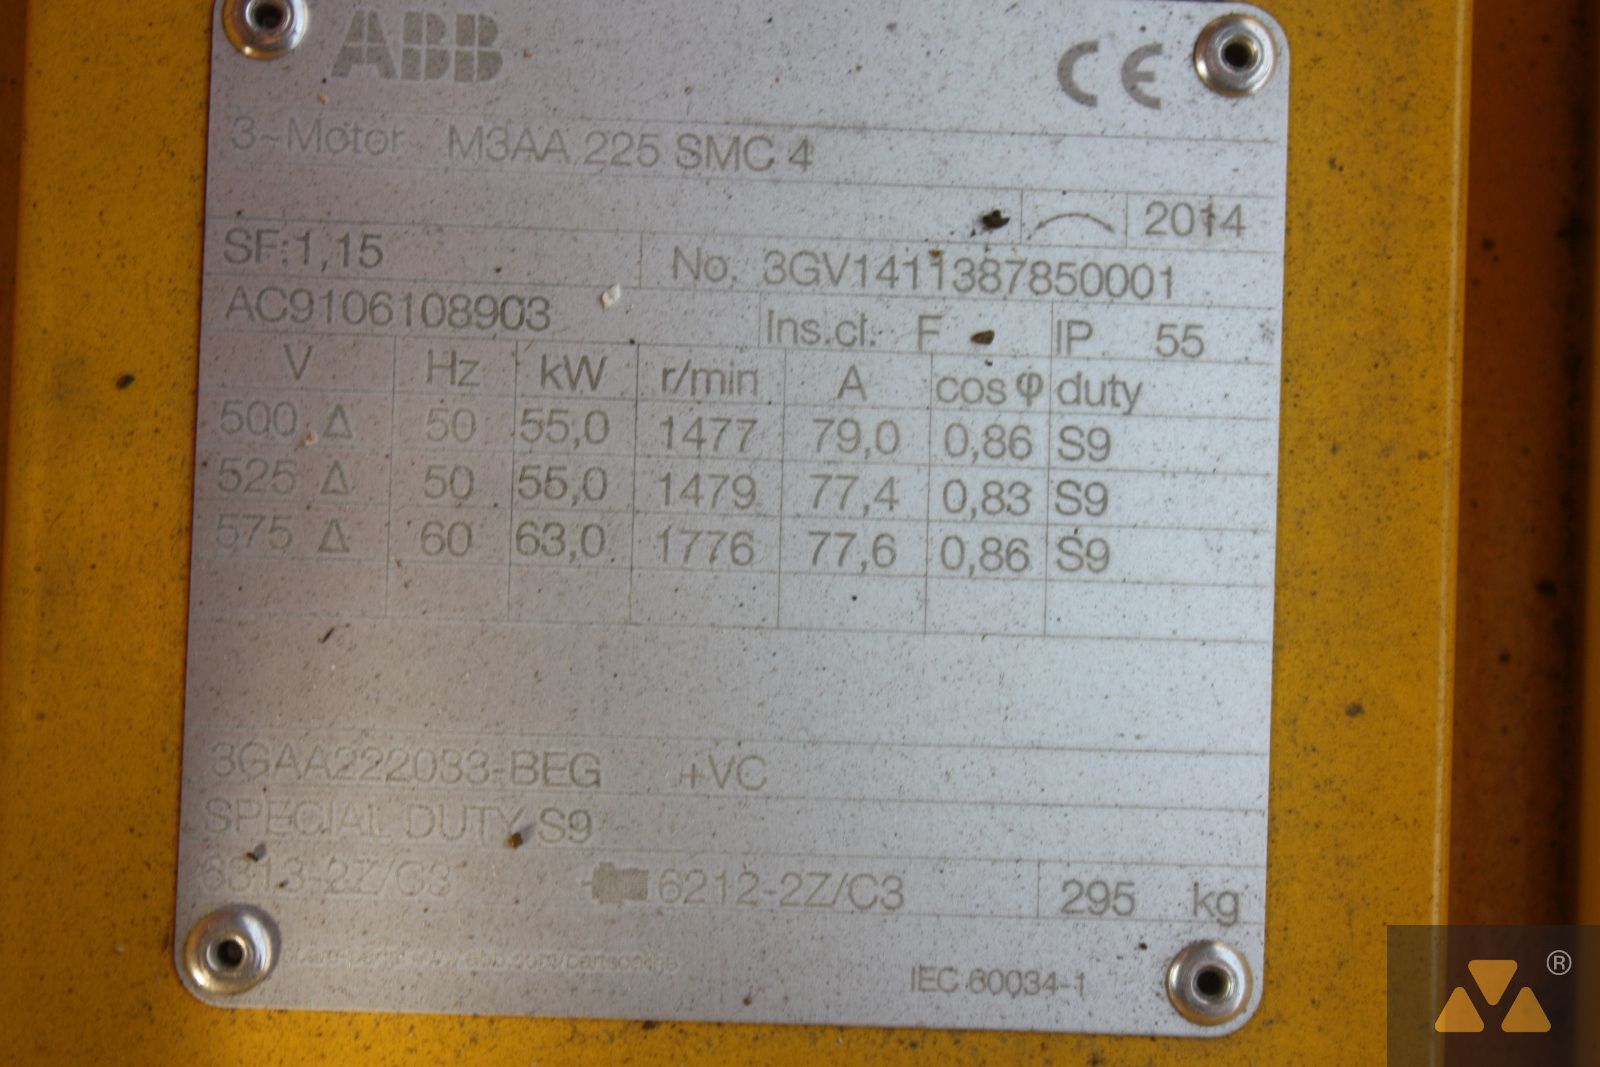 ABB CE
3~Motor M3AA 225 SMC 4
2014
SF:1,15 No. 3GV1411387850001
AC9106108903 Ins.cl. F IP 55
V Hz kW r/min A cos φ duty
500 Δ 50 55,0 1477 79,0 0,86 S9
525 Δ 50 55,0 1479 77,4 0,83 S9
575 Δ 60 63,0 1776 77,6 0,86 S9
3GAA222033-BEG +VC
SPECIAL DUTY S9
6313-2Z/C3 6212-2Z/C3 295 kg
IEC 60034-1
®